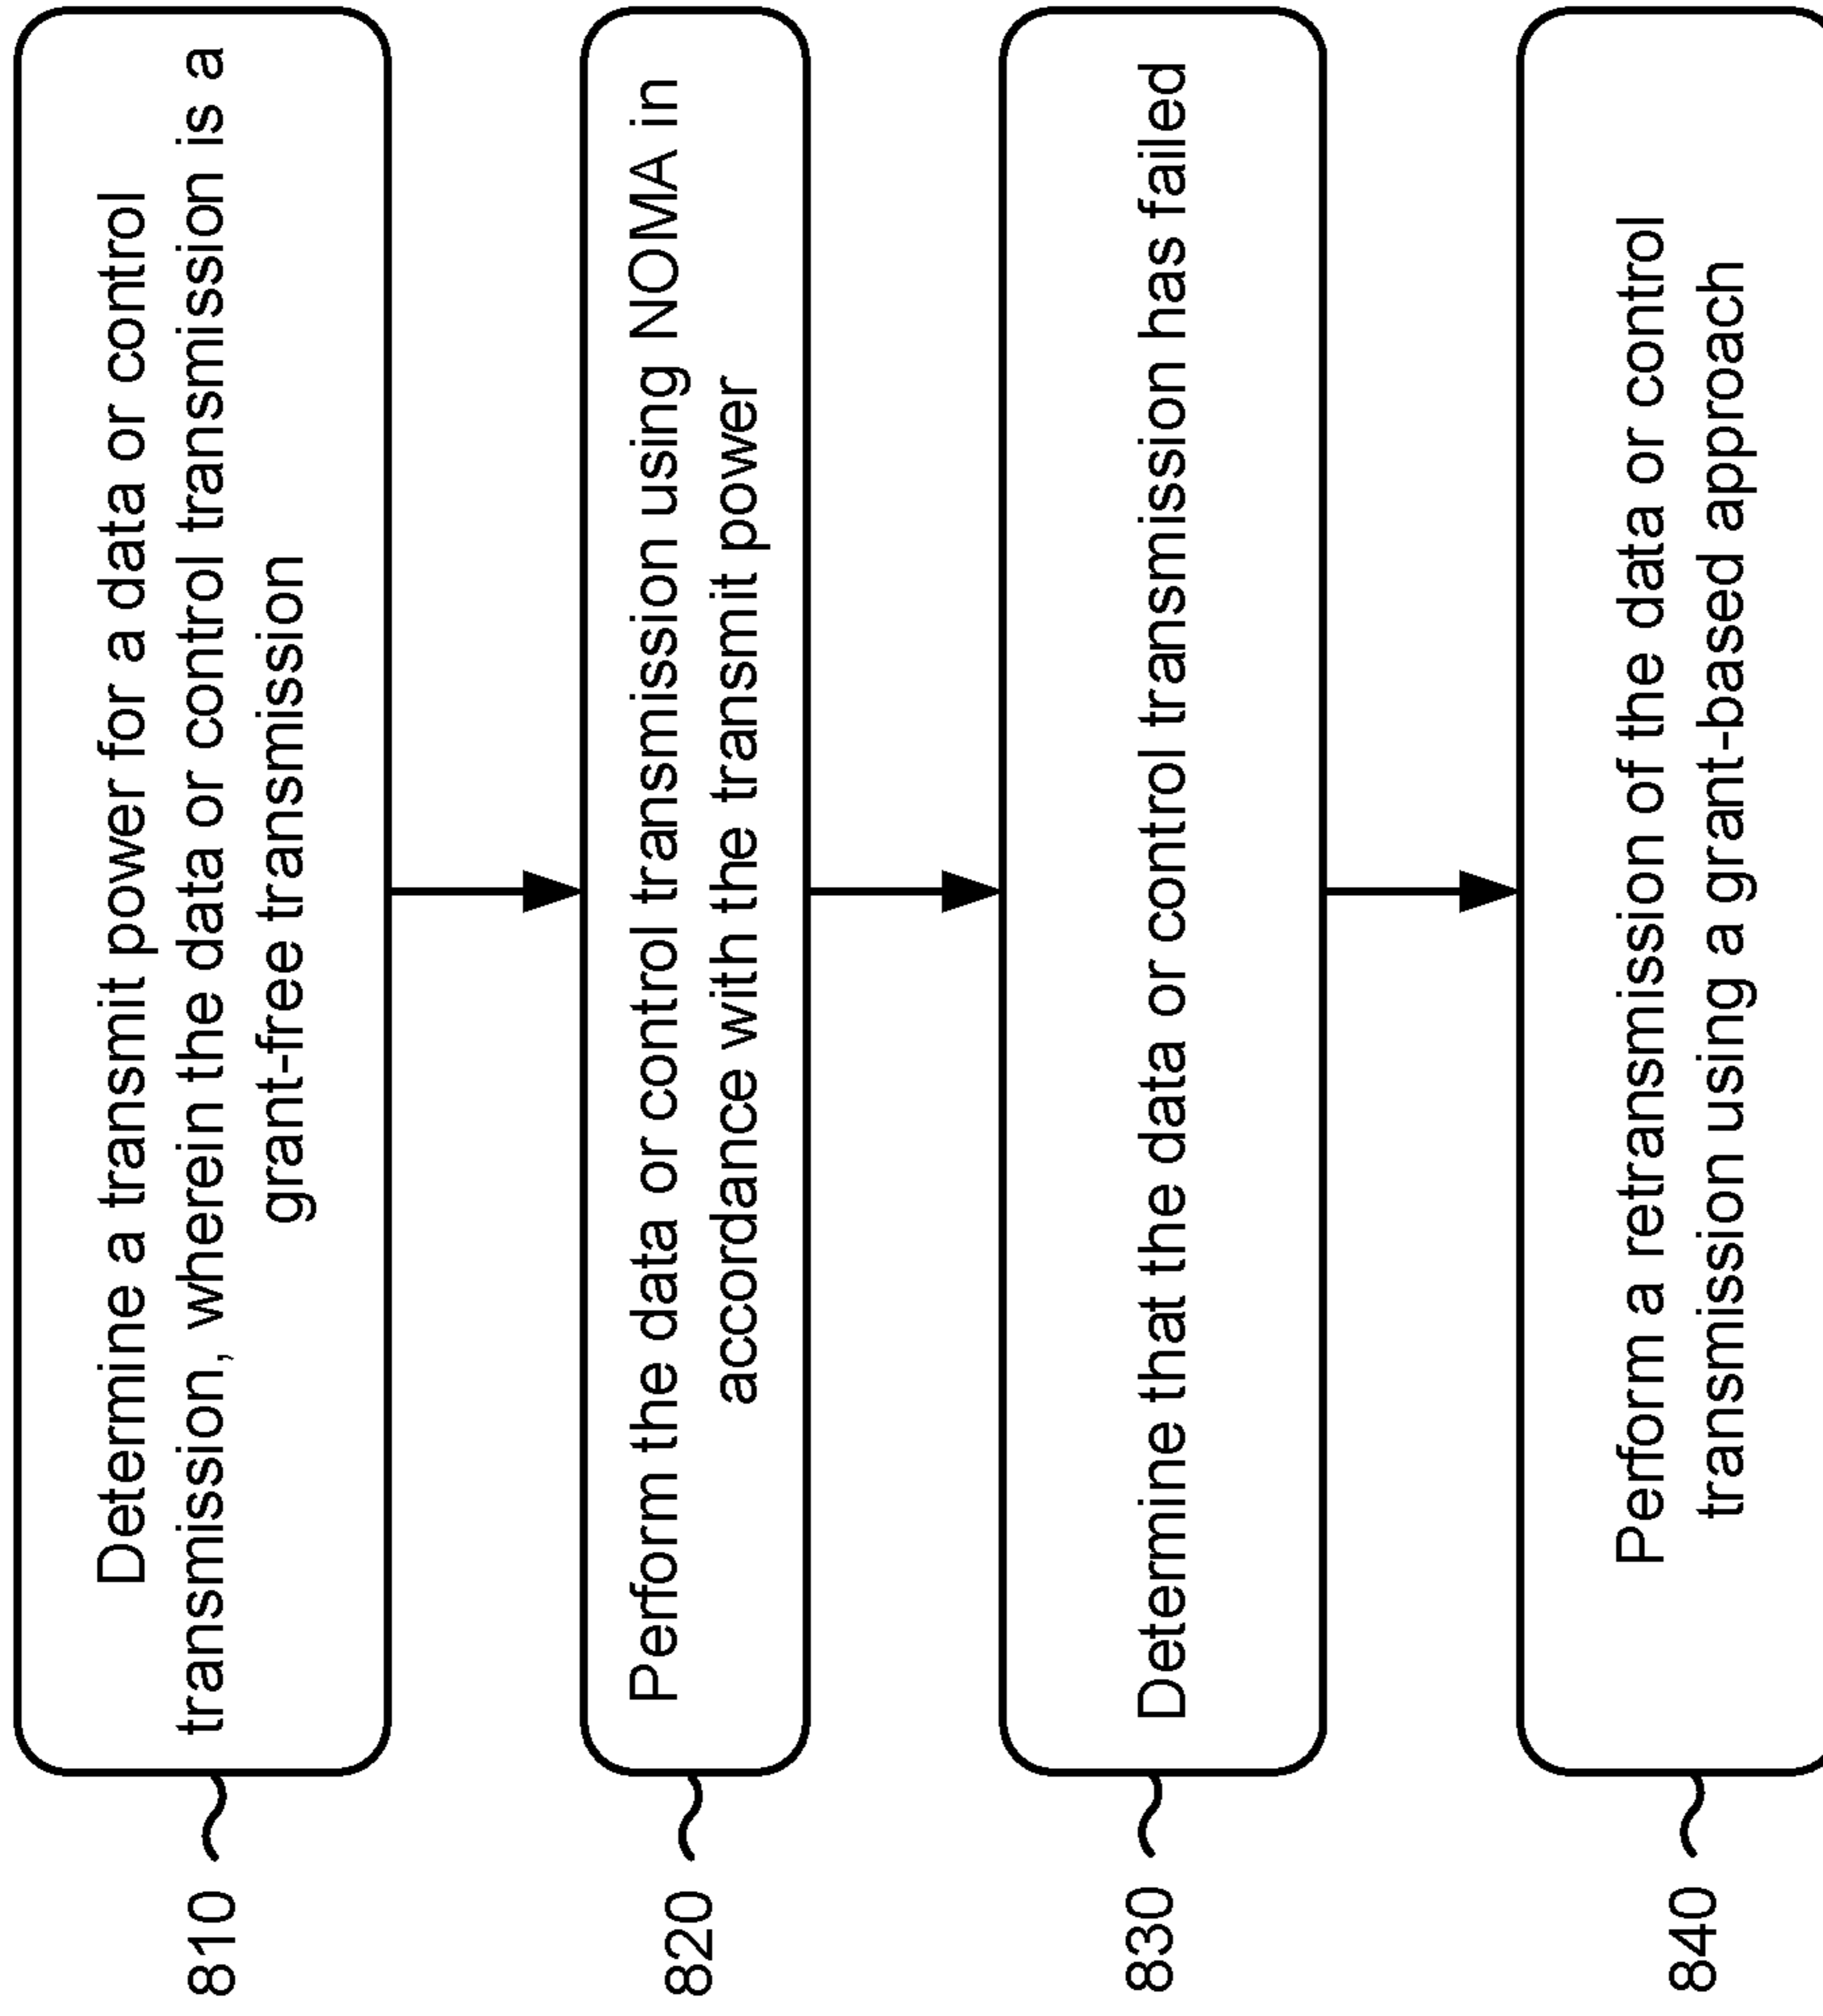 810
Determine a transmit power for a data or control
transmission, wherein the data or control transmission is a
grant-free transmission
820
Perform the data or control transmission using NOMA in
accordance with the transmit power
830
Determine that the data or control transmission has failed
840
Perform a retransmission of the data or control
transmission using a grant-based approach